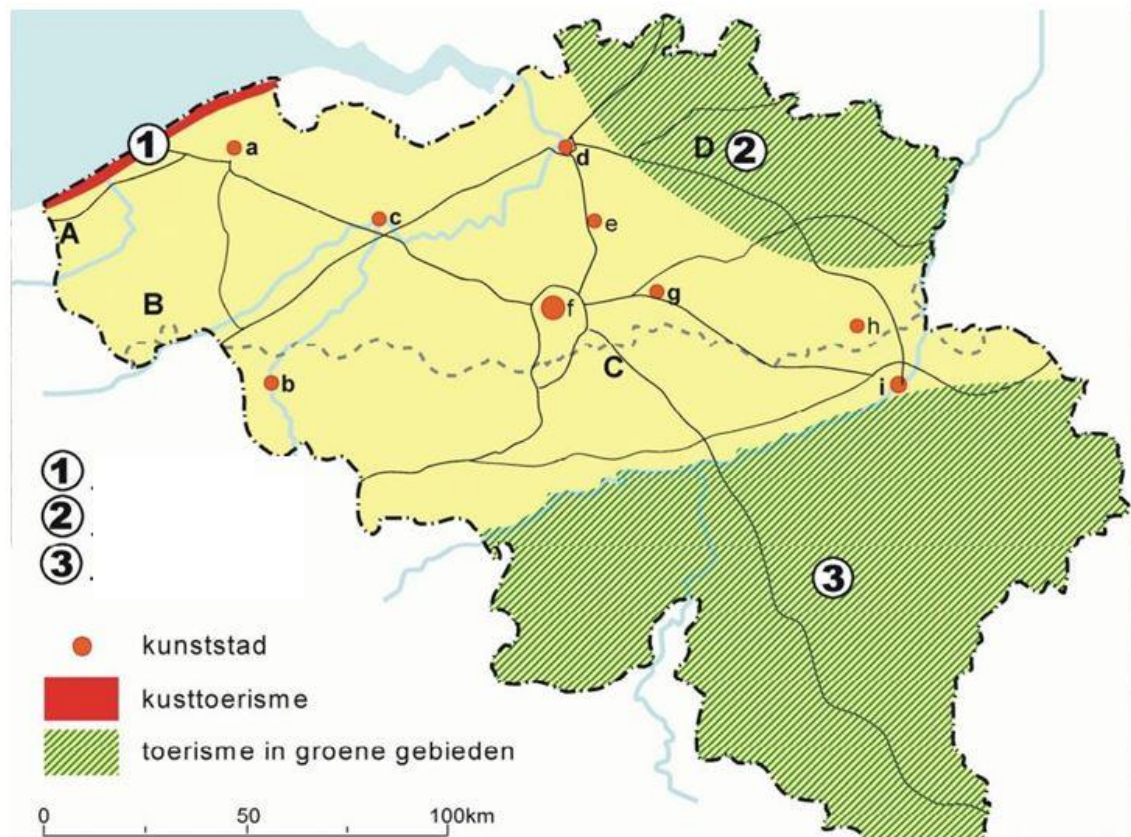 1
a
d
D 2
c
e
A
B
g
f
h
C
b
i
1
2
3
3
kunststad
kusttoerisme
toerisme in groene gebieden
0 50 100km